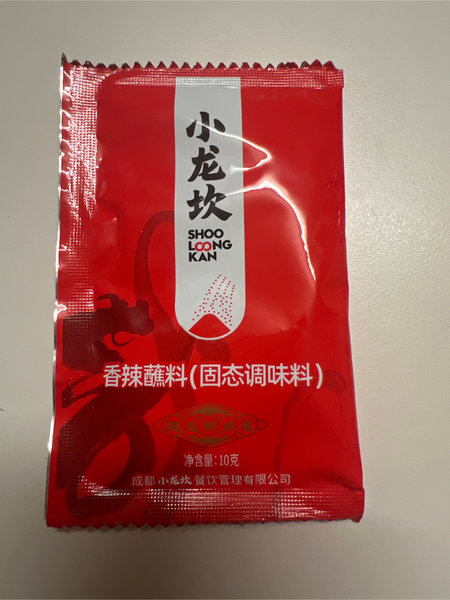 小龙坎
SHOO
LOONG
KAN
香辣蘸料(固态调味料)
净含量:10克
成都 小龙坎 餐饮管理有限公司